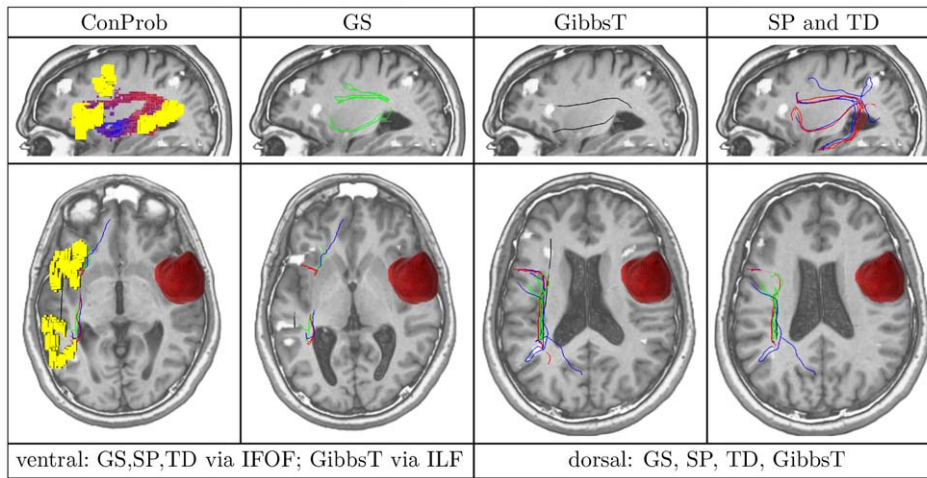 ConProb GS GibbsT SP and TD
ventral: GS,SP,TD via IFOF; GibbsT via ILF dorsal: GS, SP, TD, GibbsT